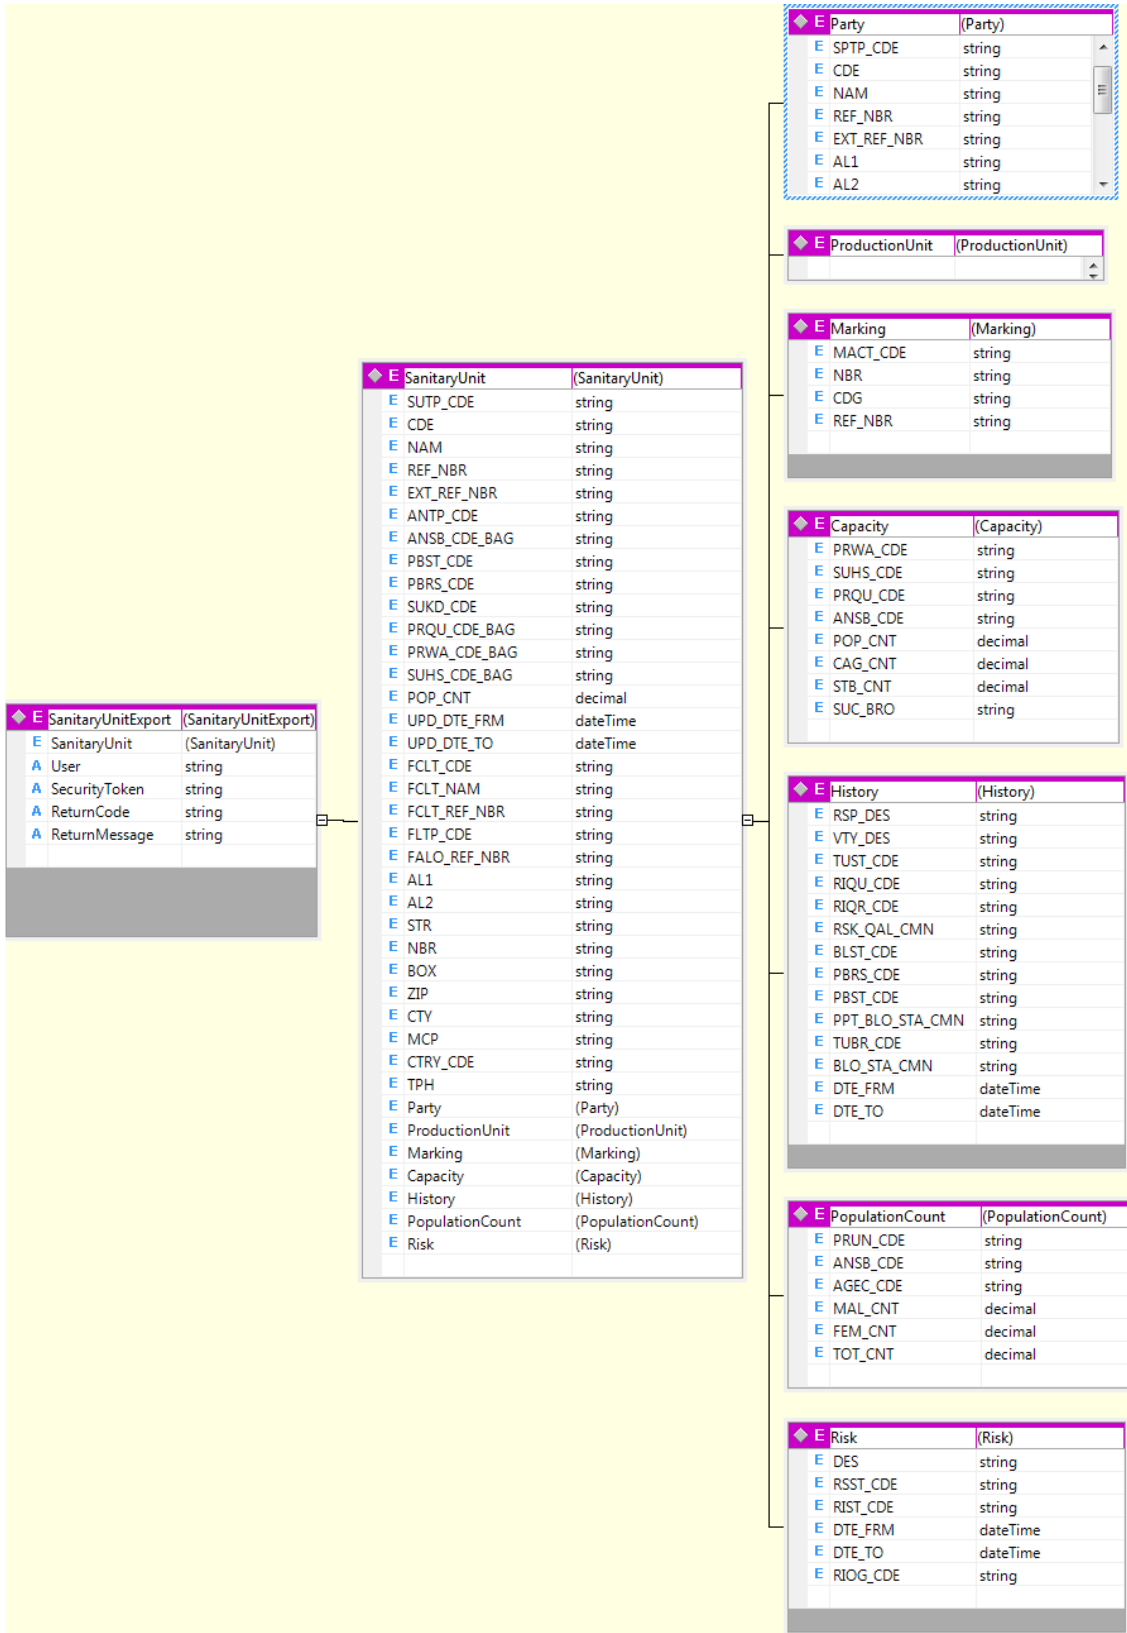 E Party (Party)
E SPTP_CDE string
E CDE string
E NAM string
E REF_NBR string
E EXT_REF_NBR string
E AL1 string
E AL2 string
E ProductionUnit (ProductionUnit)
E Marking (Marking)
E MACT_CDE string
E NBR string
E CDG string
E REF_NBR string
E SanitaryUnit (SanitaryUnit)
E SUTP_CDE string
E CDE string
E NAM string
E REF_NBR string
E EXT_REF_NBR string
E ANTP_CDE string
E ANSB_CDE_BAG string
E PBST_CDE string
E PBRS_CDE string
E SUKD_CDE string
E PRQU_CDE_BAG string
E PRWA_CDE_BAG string
E SUHS_CDE_BAG string
E POP_CNT decimal
E UPD_DTE_FRM dateTime
E UPD_DTE_TO dateTime
E FCLT_CDE string
E FCLT_NAM string
E FCLT_REF_NBR string
E FLTP_CDE string
E FALO_REF_NBR string
E AL1 string
E AL2 string
E STR string
E NBR string
E BOX string
E ZIP string
E CTY string
E MCP string
E CTRY_CDE string
E TPH string
E Party (Party)
E ProductionUnit (ProductionUnit)
E Marking (Marking)
E Capacity (Capacity)
E History (History)
E PopulationCount (PopulationCount)
E Risk (Risk)
E SanitaryUnitExport (SanitaryUnitExport)
E SanitaryUnit (SanitaryUnit)
A User string
A SecurityToken string
A ReturnCode string
A ReturnMessage string
E Capacity (Capacity)
E PRWA_CDE string
E SUHS_CDE string
E PRQU_CDE string
E ANSB_CDE string
E POP_CNT decimal
E CAG_CNT decimal
E STB_CNT decimal
E SUC_BRO string
E History (History)
E RSP_DES string
E VTY_DES string
E TUST_CDE string
E RIQU_CDE string
E RIQR_CDE string
E RSK_QAL_CMN string
E BLST_CDE string
E PBRS_CDE string
E PBST_CDE string
E PPT_BLO_STA_CMN string
E TUBR_CDE string
E BLO_STA_CMN string
E DTE_FRM dateTime
E DTE_TO dateTime
E PopulationCount (PopulationCount)
E PRUN_CDE string
E ANSB_CDE string
E AGEC_CDE string
E MAL_CNT decimal
E FEM_CNT decimal
E TOT_CNT decimal
E Risk (Risk)
E DES string
E RSST_CDE string
E RIST_CDE string
E DTE_FRM dateTime
E DTE_TO dateTime
E RIOG_CDE string